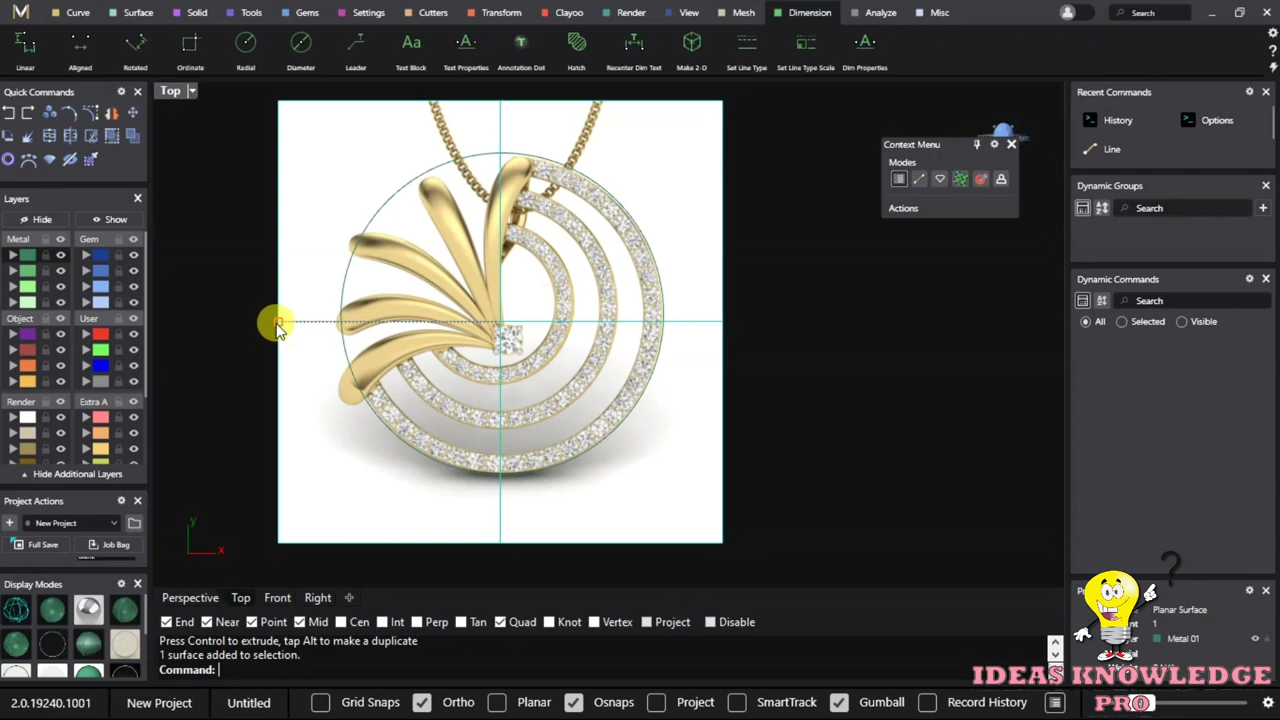 Curve Surface Solid Tools Gems Settings Cutters Transform Clayoo Render View Mesh Dimension Analyze Misc Search
Linear Aligned Rotated Ordinate Radial Diameter Leader Text Block Text Properties Annotation Dot Hatch Recenter Dim Text Make 2-D Set Line Type Set Line Type Scale Dim Properties
Quick Commands
Top
Recent Commands
History Options
Line
Context Menu
Modes
Actions
Dynamic Groups
Search
Layers
Hide Show
Metal Gem
Object User
Render Extra A
Hide Additional Layers
Dynamic Commands
Search
All Selected Visible
Project Actions
New Project
Full Save Job Bag
y
x
Display Modes
Perspective Top Front Right
End Near Point Mid Cen Int Perp Tan Quad Knot Vertex Project Disable
Press Control to extrude, tap Alt to make a duplicate
1 surface added to selection.
Command:
Planar Surface
1
Metal 01
?
IDEAS KNOWLEDGE
PRO
2.0.19240.1001 New Project Untitled Grid Snaps Ortho Planar Osnaps Project SmartTrack Gumball Record History